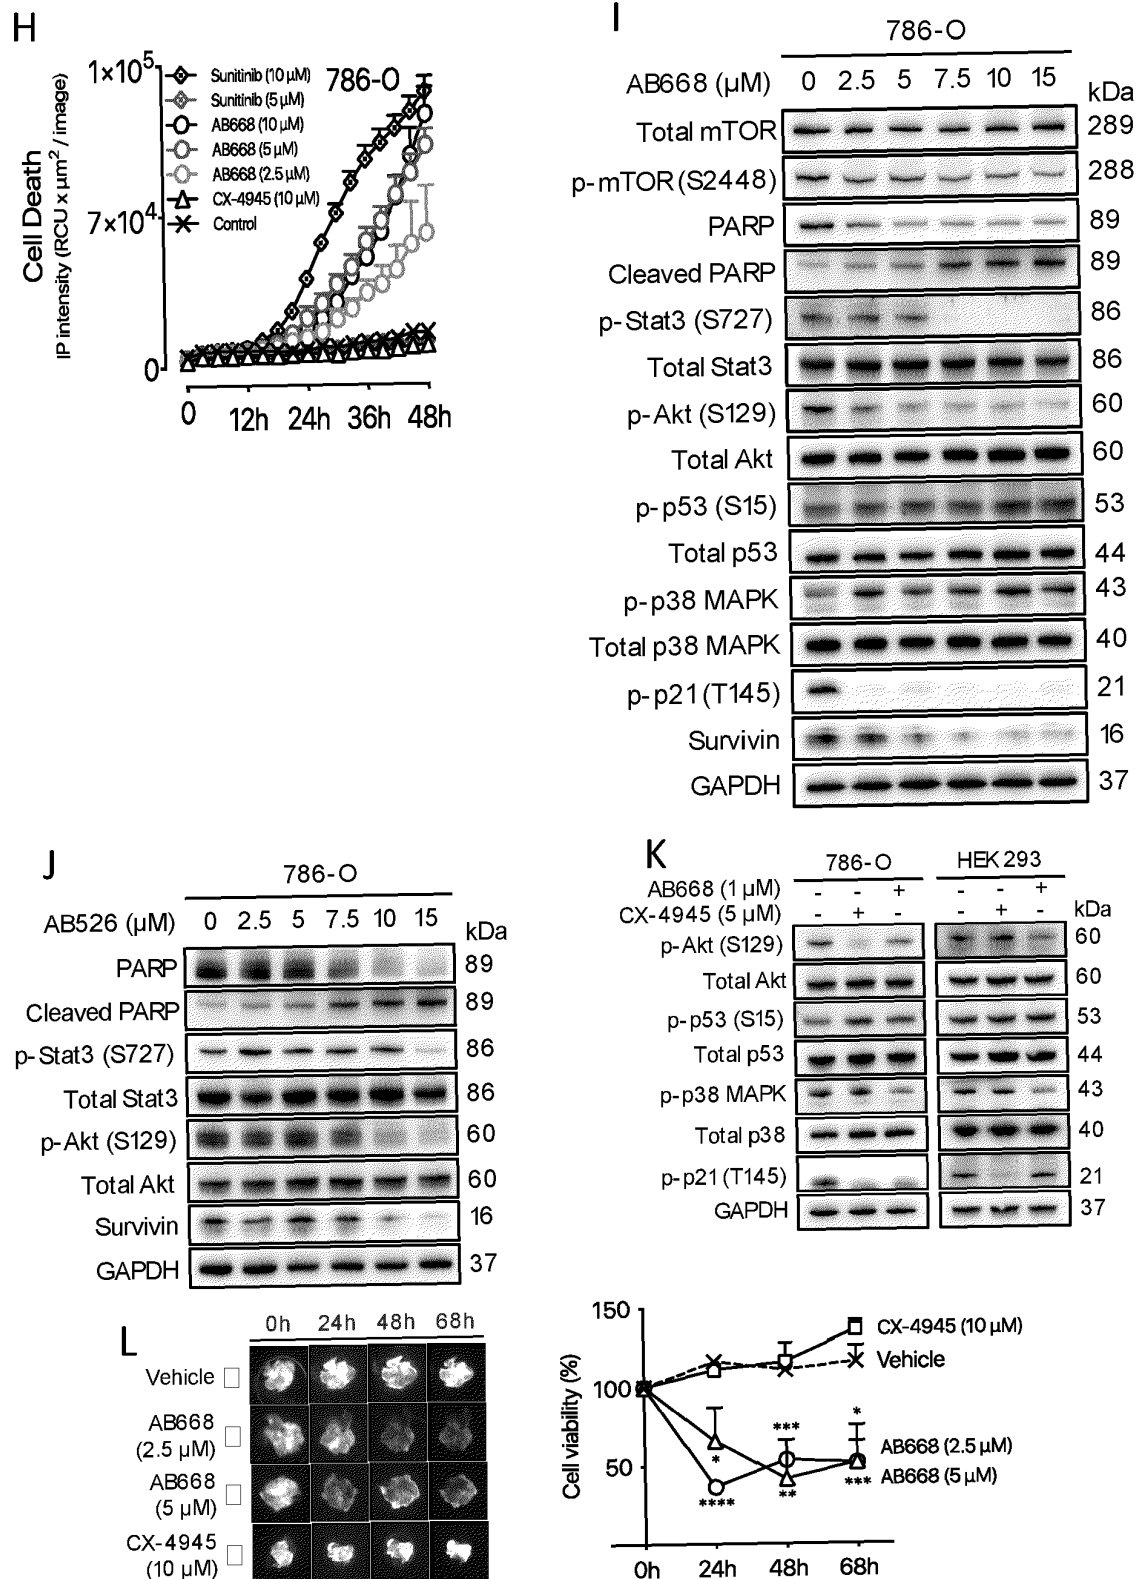 H
Cell Death
IP intensity (RCU x µm² / image)
1×10⁵
7×10⁴
0
Sunitinib (10 µM)
Sunitinib (5 µM)
AB668 (10 µM)
AB668 (5 µM)
AB668 (2.5 µM)
CX-4945 (10 µM)
Control
786-O
0 12h 24h 36h 48h
I
786-O
AB668 (µM) 0 2.5 5 7.5 10 15 kDa
Total mTOR 289
p-mTOR (S2448) 288
PARP 89
Cleaved PARP 89
p-Stat3 (S727) 86
Total Stat3 86
p-Akt (S129) 60
Total Akt 60
p-p53 (S15) 53
Total p53 44
p-p38 MAPK 43
Total p38 MAPK 40
p-p21 (T145) 21
Survivin 16
GAPDH 37
J
786-O
AB526 (µM) 0 2.5 5 7.5 10 15 kDa
PARP 89
Cleaved PARP 89
p-Stat3 (S727) 86
Total Stat3 86
p-Akt (S129) 60
Total Akt 60
Survivin 16
GAPDH 37
K
786-O HEK 293
AB668 (1 µM) - - + - - +
CX-4945 (5 µM) - + - - + - kDa
p-Akt (S129) 60
Total Akt 60
p-p53 (S15) 53
Total p53 44
p-p38 MAPK 43
Total p38 40
p-p21 (T145) 21
GAPDH 37
L
0h 24h 48h 68h
Vehicle
AB668
(2.5 µM)
AB668
(5 µM)
CX-4945
(10 µM)
Cell viability (%)
150
100
50
CX-4945 (10 µM)
Vehicle
AB668 (2.5 µM)
AB668 (5 µM)
*** *
*
**** ** ***
0h 24h 48h 68h